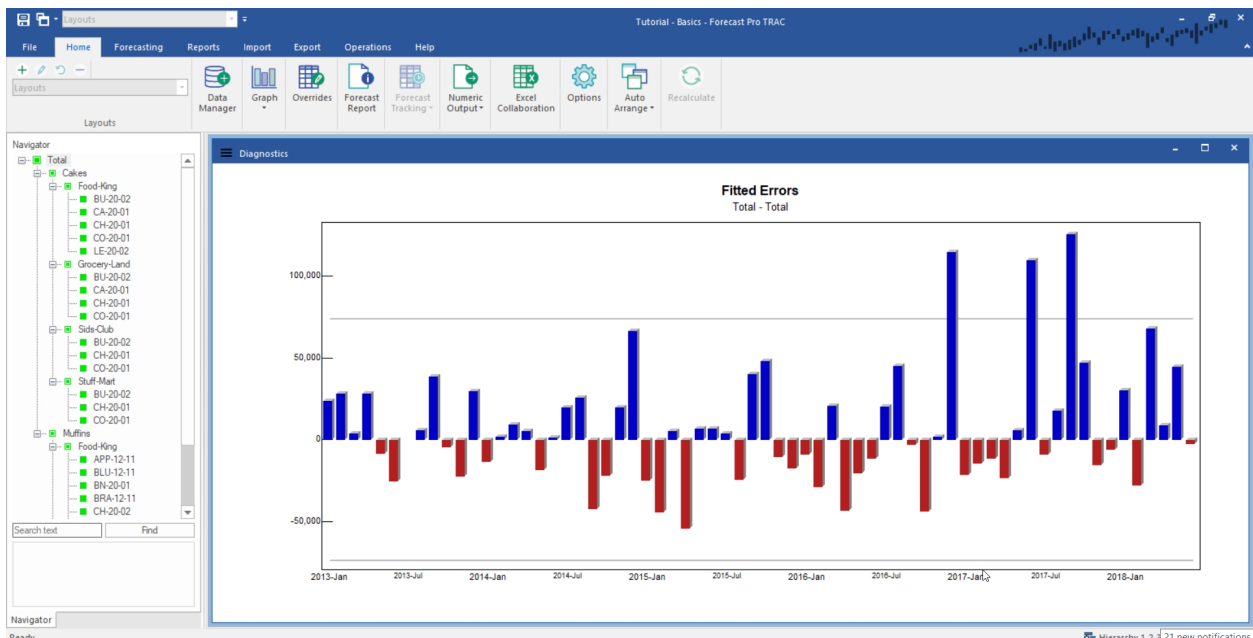 Layouts
Tutorial - Basics - Forecast Pro TRAC
File Home Forecasting Reports Import Export Operations Help
Layouts
Data Manager
Graph
Overrides
Forecast Report
Forecast Tracking
Numeric Output
Excel Collaboration
Options
Auto Arrange
Recalculate
Layouts
Navigator
Total
Cakes
Food-King
BU-20-02
CA-20-01
CH-20-01
CO-20-01
LE-20-02
Grocery-Land
BU-20-02
CA-20-01
CH-20-01
CO-20-01
Sids-Club
BU-20-02
CH-20-01
CO-20-01
Stuff-Mart
BU-20-02
CH-20-01
CO-20-01
Muffins
Food-King
APP-12-11
BLU-12-11
BN-20-01
BRA-12-11
CH-20-02
Search text Find
Navigator
Diagnostics
Fitted Errors
Total - Total
100,000
50,000
0
-50,000
2013-Jan 2013-Jul 2014-Jan 2014-Jul 2015-Jan 2015-Jul 2016-Jan 2016-Jul 2017-Jan 2017-Jul 2018-Jan
Ready
Hierarchy 1, 2,
21 new notifications